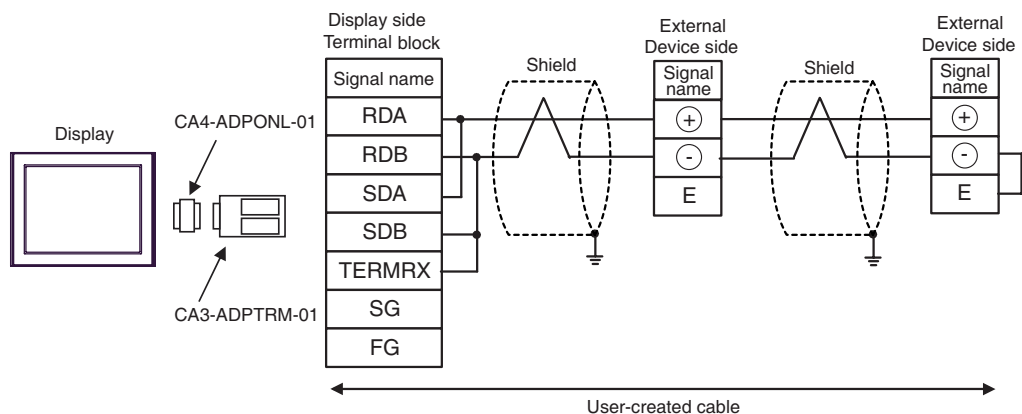 Display side
Terminal block
External
Device side
External
Device side
Signal name
Shield
Signal
name
Shield
Signal
name
Display
CA4-ADPONL-01
CA3-ADPTRM-01
RDA
RDB
SDA
SDB
TERMRX
SG
FG
+
-
E
+
-
E
User-created cable